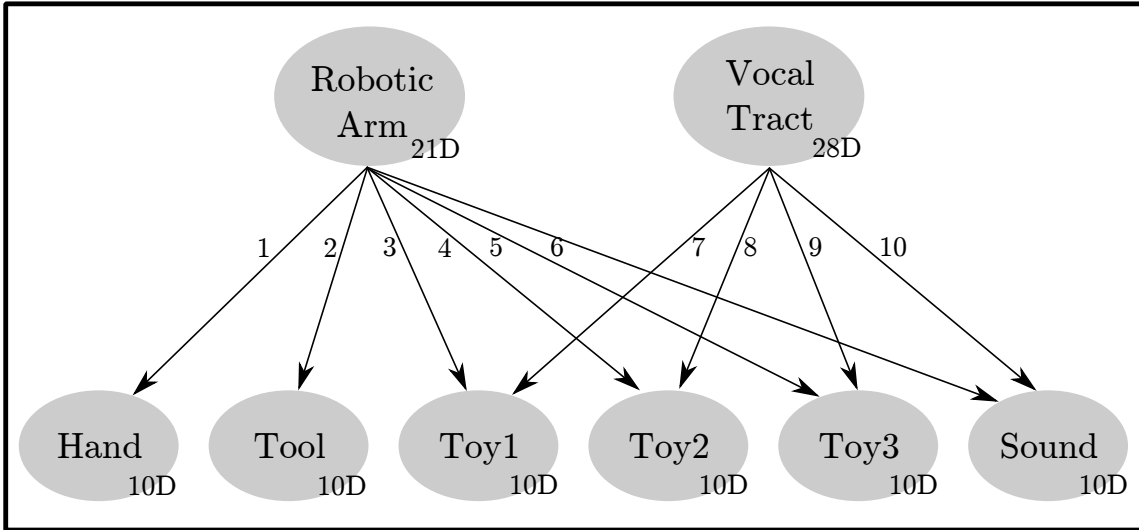 Robotic
Arm
21D
Vocal
Tract
28D
1 2 3 4 5 6 7 8 9 10
Hand
10D
Tool
10D
Toy1
10D
Toy2
10D
Toy3
10D
Sound
10D